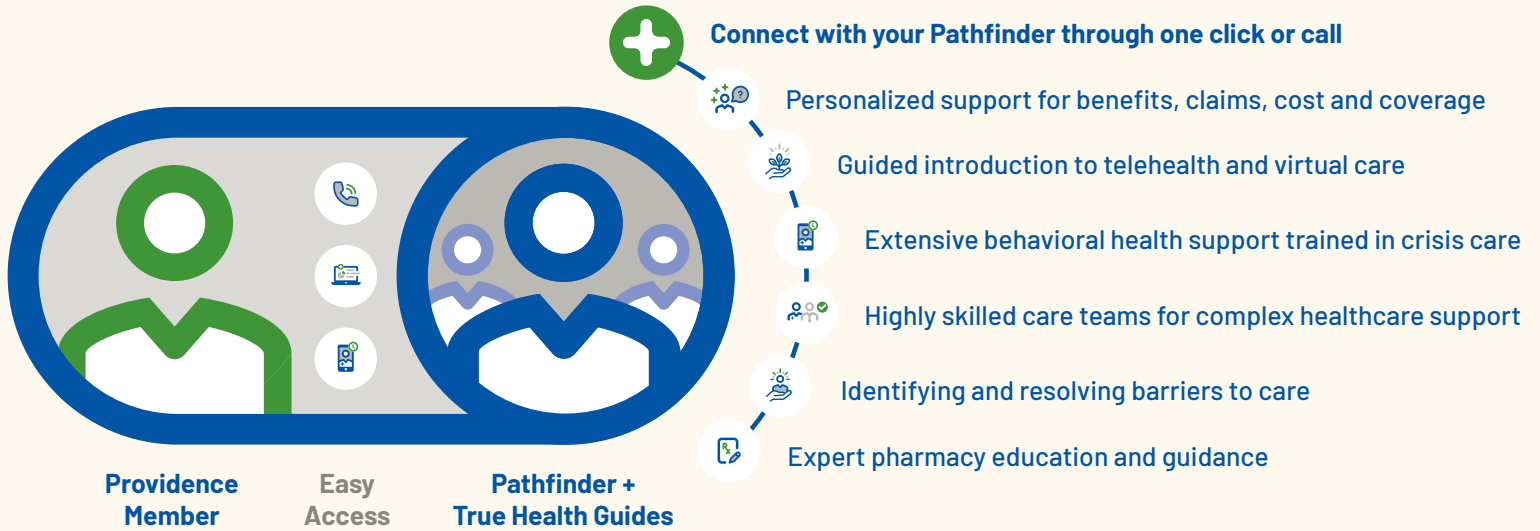 Connect with your Pathfinder through one click or call
Personalized support for benefits, claims, cost and coverage
Guided introduction to telehealth and virtual care
Extensive behavioral health support trained in crisis care
Highly skilled care teams for complex healthcare support
Identifying and resolving barriers to care
Expert pharmacy education and guidance
Providence
Member
Easy
Access
Pathfinder +
True Health Guides